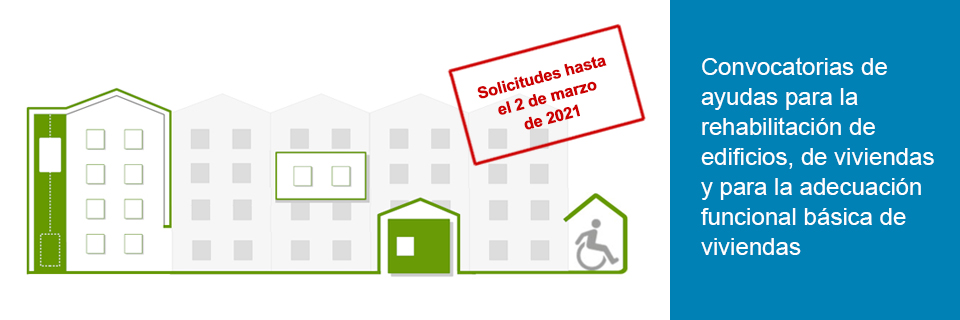 Solicitudes hasta
el 2 de marzo
de 2021
Convocatorias de
ayudas para la
rehabilitación de
edificios, de viviendas
y para la adecuación
funcional básica de
viviendas